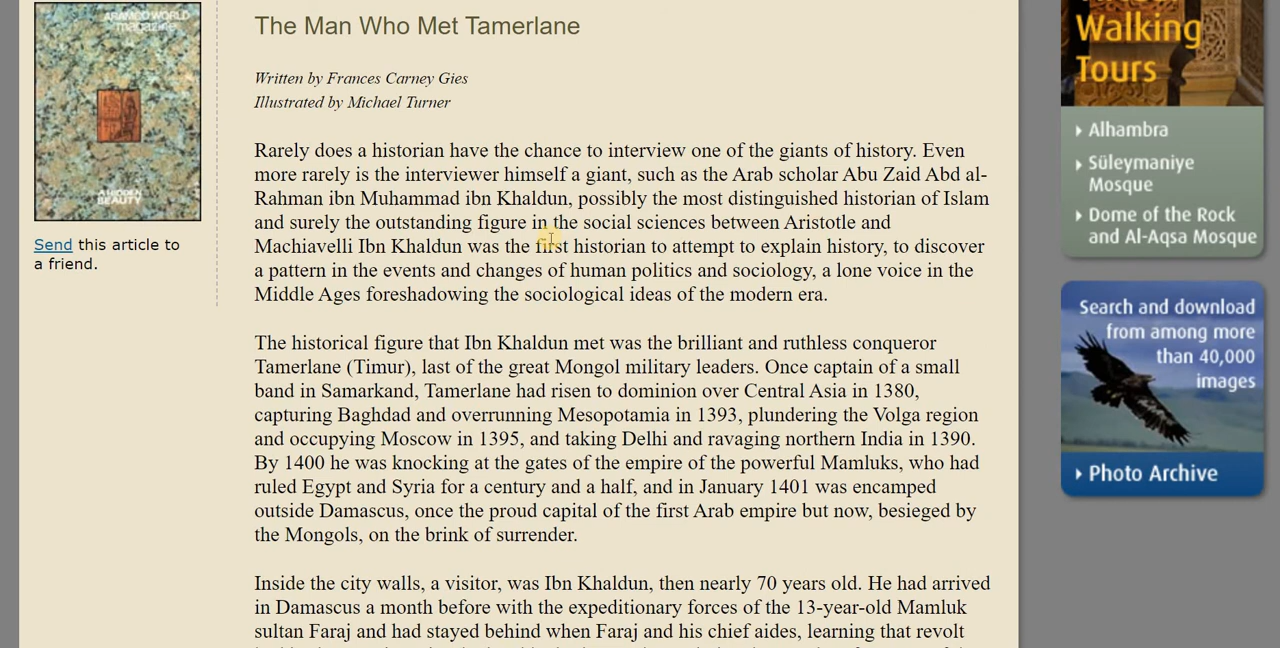 ARAMCO WORLD
magazine
A HIDDEN
BEAUTY
Send this article to
a friend.
The Man Who Met Tamerlane
Written by Frances Carney Gies
Illustrated by Michael Turner
Rarely does a historian have the chance to interview one of the giants of history. Even
more rarely is the interviewer himself a giant, such as the Arab scholar Abu Zaid Abd al-
Rahman ibn Muhammad ibn Khaldun, possibly the most distinguished historian of Islam
and surely the outstanding figure in the social sciences between Aristotle and
Machiavelli Ibn Khaldun was the first historian to attempt to explain history, to discover
a pattern in the events and changes of human politics and sociology, a lone voice in the
Middle Ages foreshadowing the sociological ideas of the modern era.
The historical figure that Ibn Khaldun met was the brilliant and ruthless conqueror
Tamerlane (Timur), last of the great Mongol military leaders. Once captain of a small
band in Samarkand, Tamerlane had risen to dominion over Central Asia in 1380,
capturing Baghdad and overrunning Mesopotamia in 1393, plundering the Volga region
and occupying Moscow in 1395, and taking Delhi and ravaging northern India in 1390.
By 1400 he was knocking at the gates of the empire of the powerful Mamluks, who had
ruled Egypt and Syria for a century and a half, and in January 1401 was encamped
outside Damascus, once the proud capital of the first Arab empire but now, besieged by
the Mongols, on the brink of surrender.
Inside the city walls, a visitor, was Ibn Khaldun, then nearly 70 years old. He had arrived
in Damascus a month before with the expeditionary forces of the 13-year-old Mamluk
sultan Faraj and had stayed behind when Faraj and his chief aides, learning that revolt
Walking
Tours
Alhambra
Süleymaniye
Mosque
Dome of the Rock
and Al-Aqsa Mosque
Search and download
from among more
than 40,000
images
Photo Archive